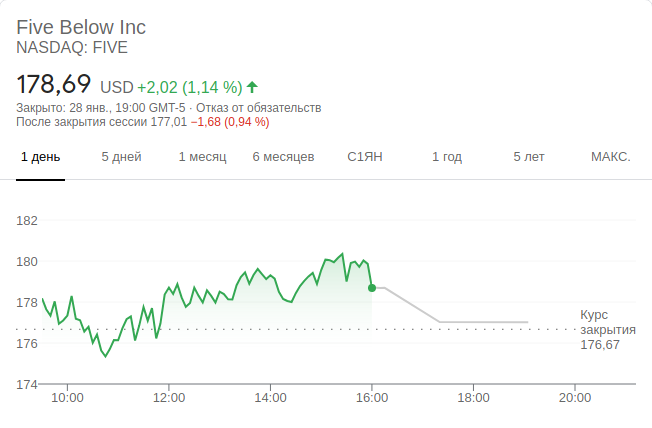 Five Below Inc
NASDAQ: FIVE
178,69 USD +2,02 (1,14 %)
Закрыто: 28 янв., 19:00 GMT-5 · Отказ от обязательств
После закрытия сессии 177,01 −1,68 (0,94 %)
1 день 5 дней 1 месяц 6 месяцев С1ЯН 1 год 5 лет МАКС.
182
180
178
Курс
закрытия
176,67
176
174
10:00 12:00 14:00 16:00 18:00 20:00